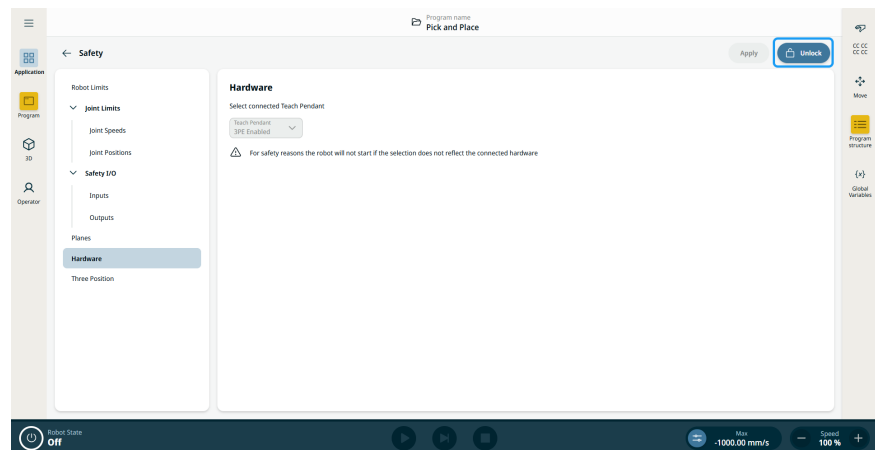 Program name
Pick and Place
Safety
Apply
Unlock
Application
Program
3D
Operator
Robot Limits
Joint Limits
Joint Speeds
Joint Positions
Safety I/O
Inputs
Outputs
Planes
Hardware
Three Position
Hardware
Select connected Teach Pendant
Teach Pendant
3PE Enabled
For safety reasons the robot will not start if the selection does not reflect the connected hardware
CC CC
CC CC
Move
Program
structure
{x}
Global
Variables
Robot State
Off
Max
-1000.00 mm/s
Speed
100 %